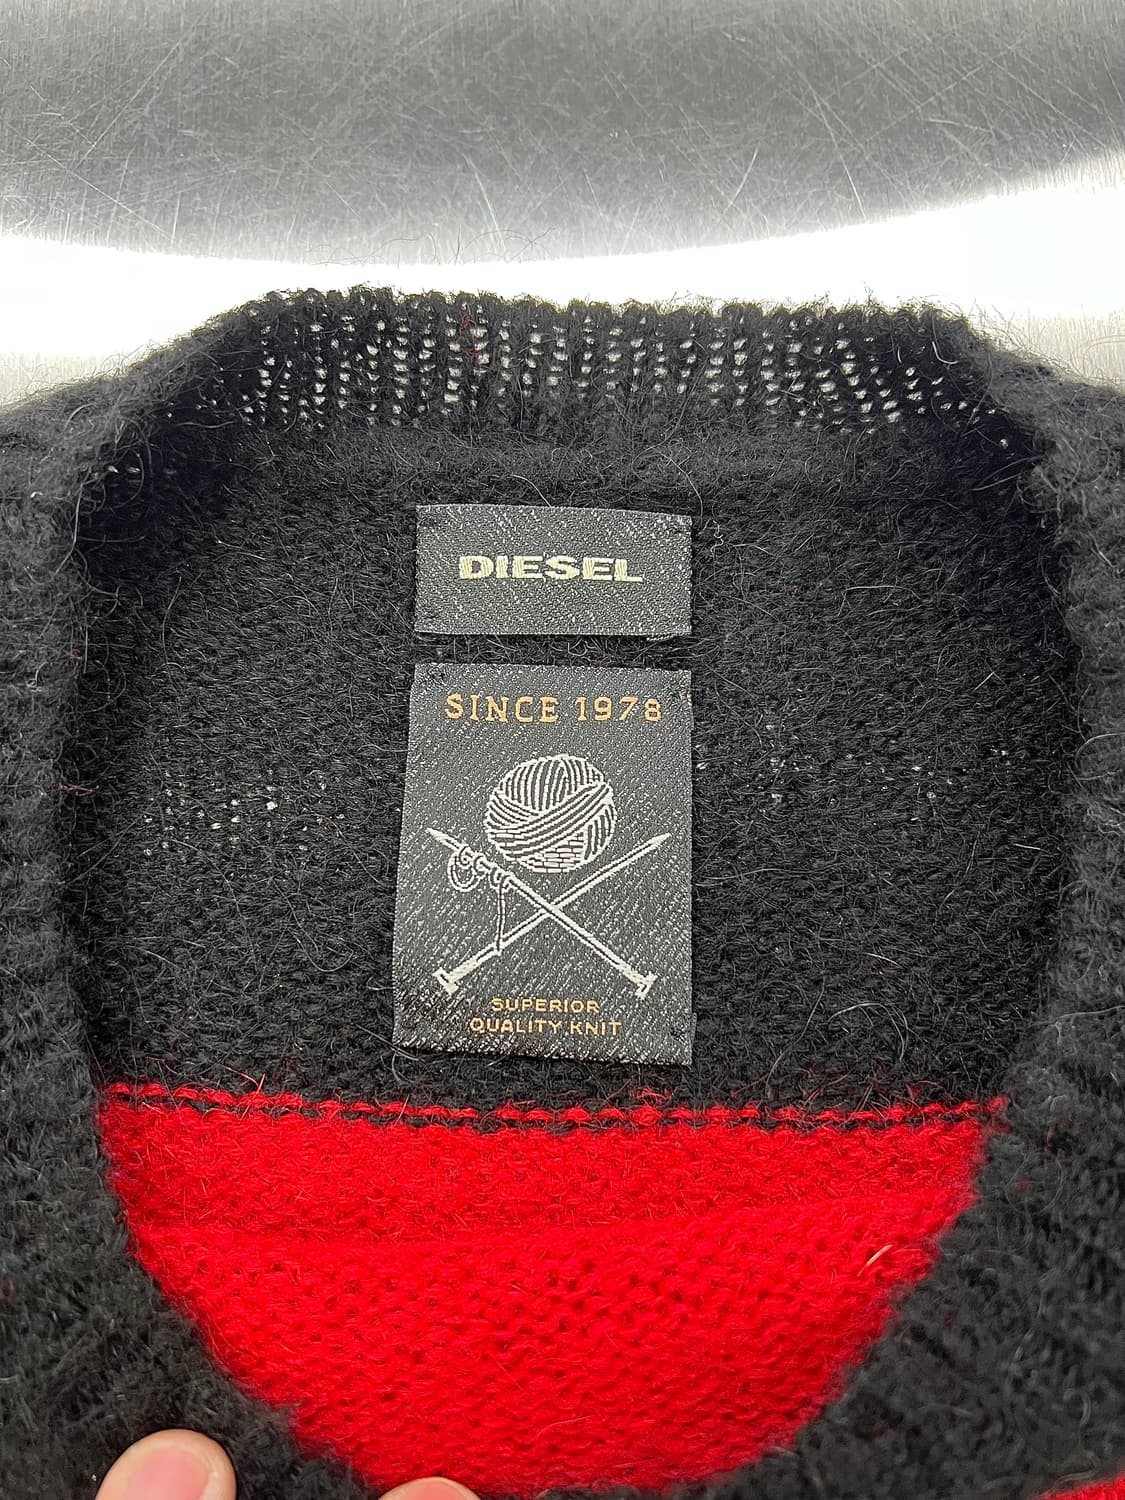 DIESEL
SINCE 1978
SUPERIOR
QUALITY KNIT